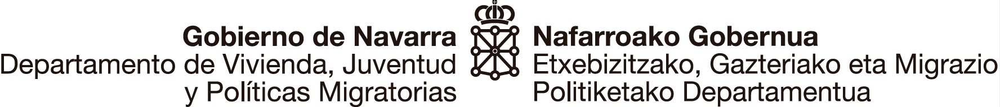 Gobierno de Navarra
Departamento de Vivienda, Juventud
y Políticas Migratorias
Nafarroako Gobernua
Etxebizitzako, Gazteriako eta Migrazio
Politiketako Departamentua